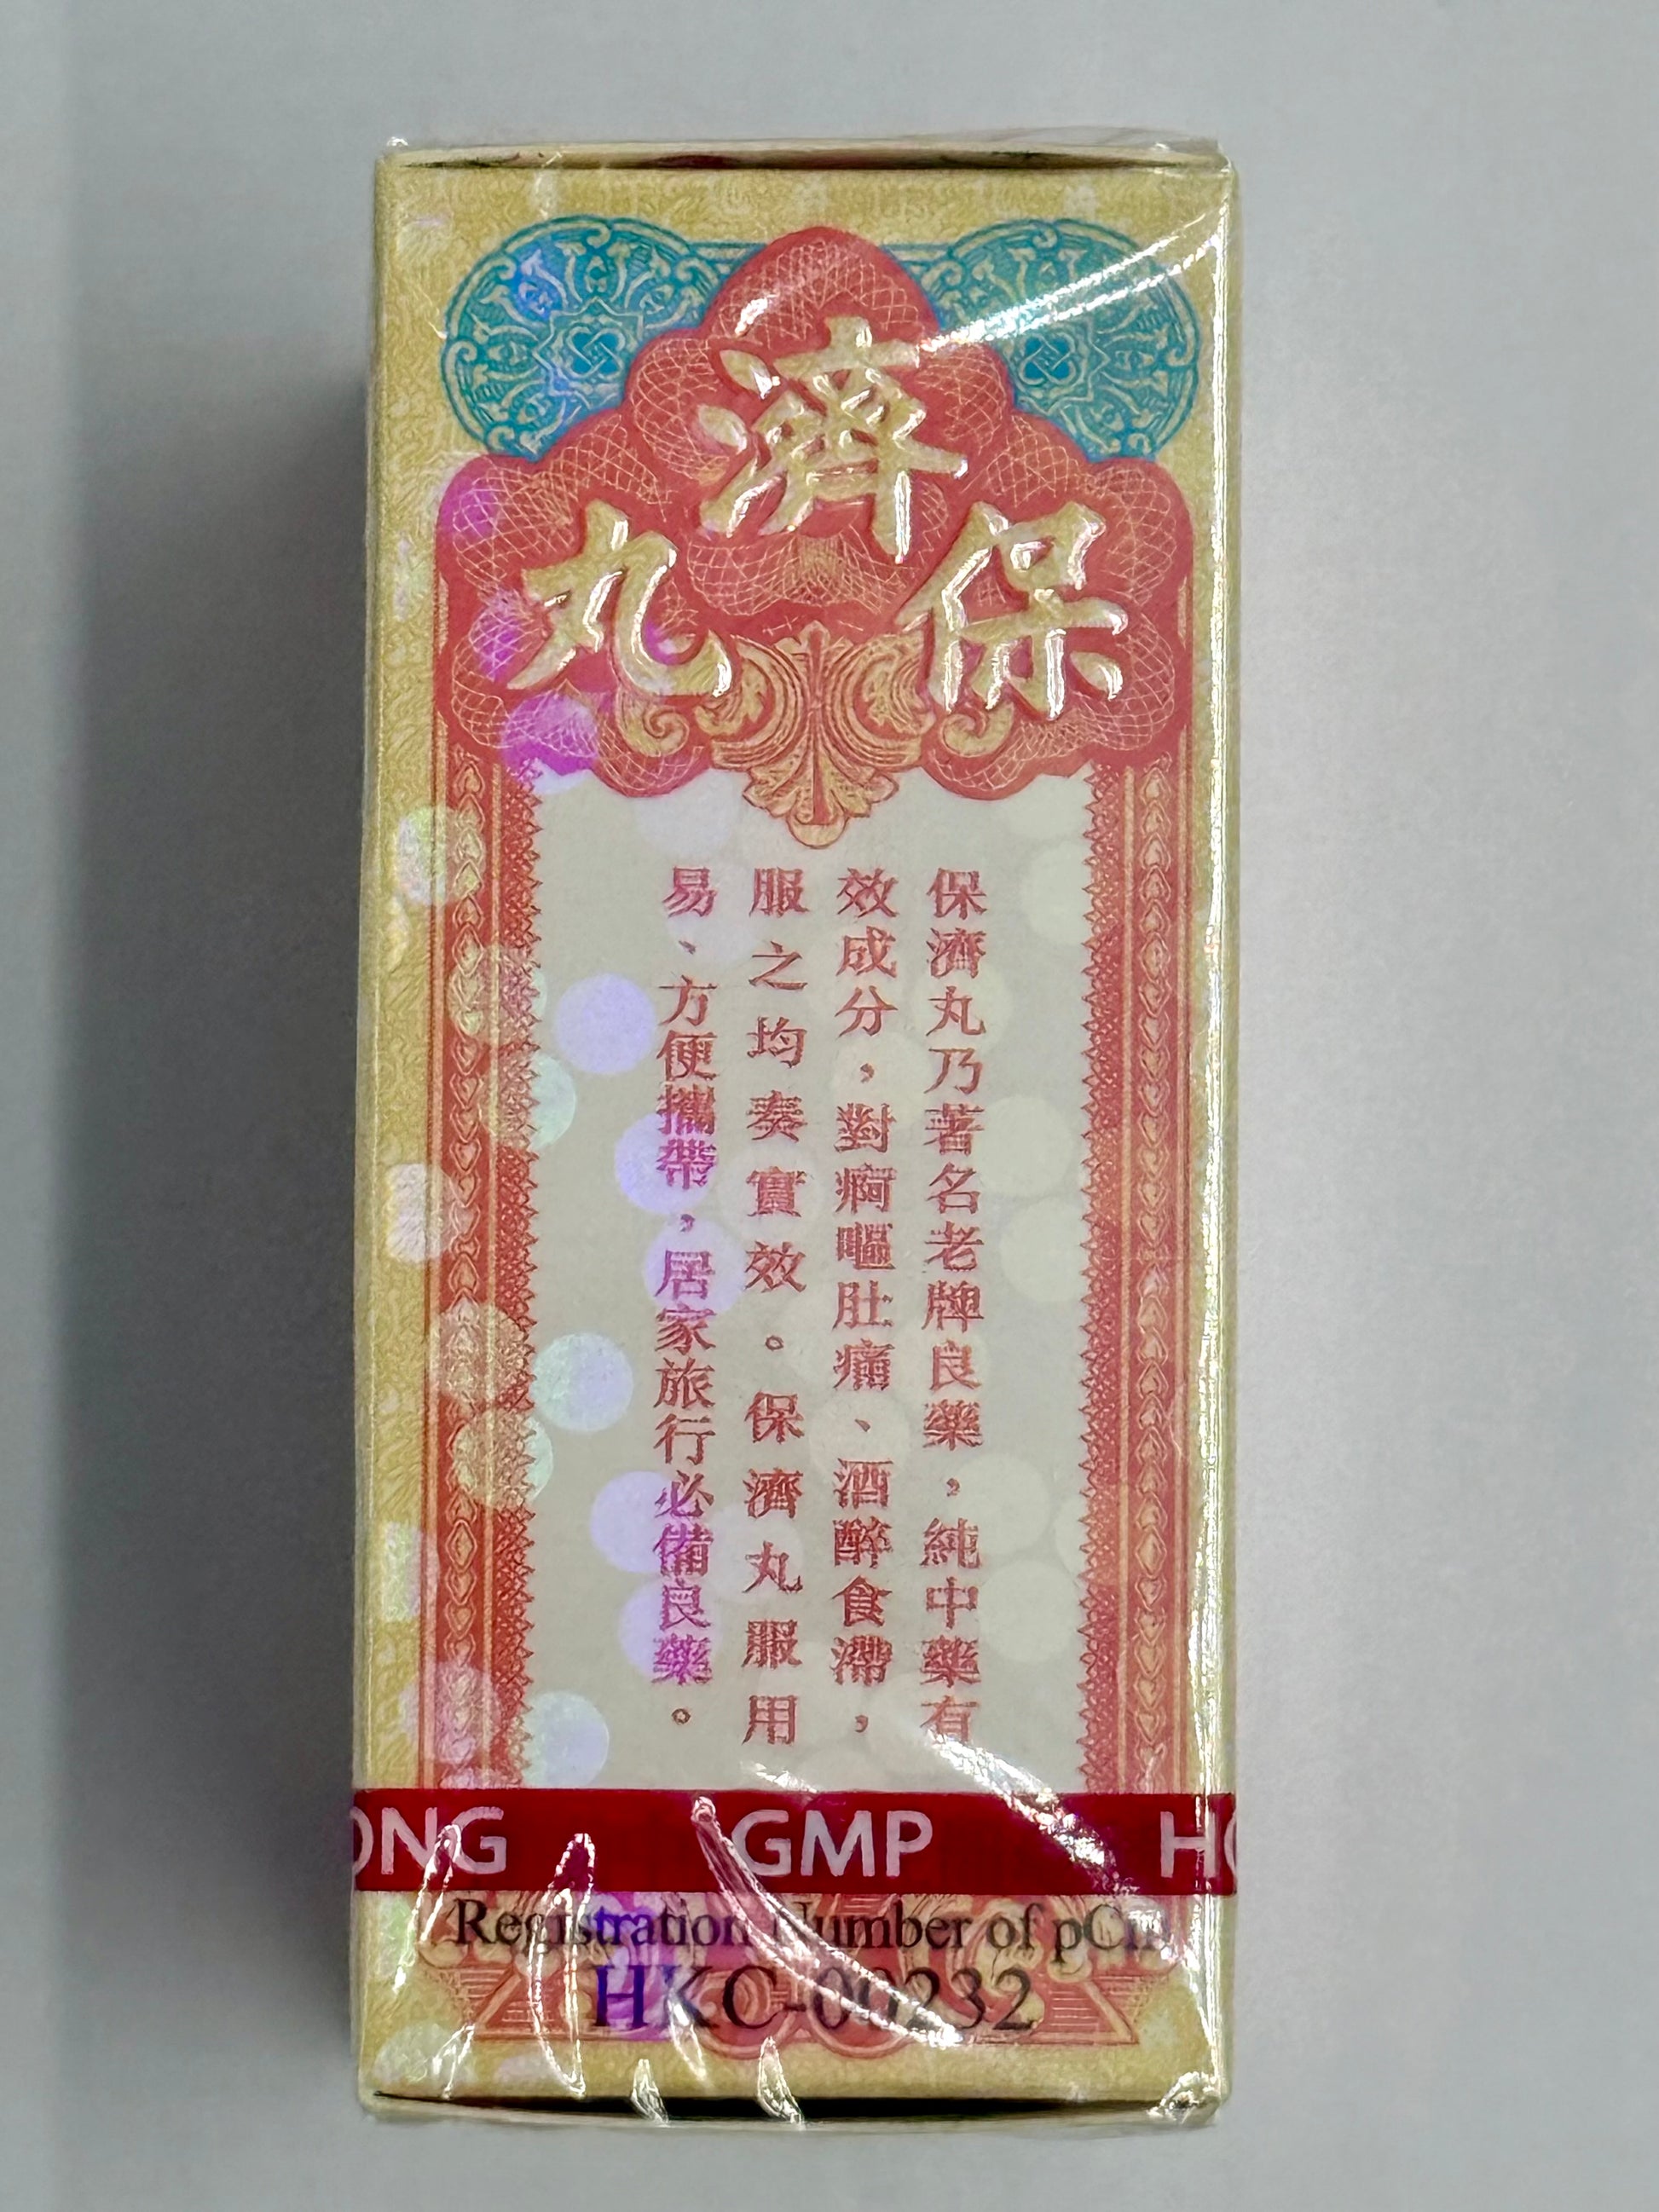 保濟丸
保濟丸乃著名老牌良藥，純中藥有
效成分，對痾嘔肚痛、酒醉食滯，
服之均奏實效。保濟丸服用
易、方便攜帶，居家旅行必備良藥。
ONG GMP HO
Registration Number of pCm
HKC-00232